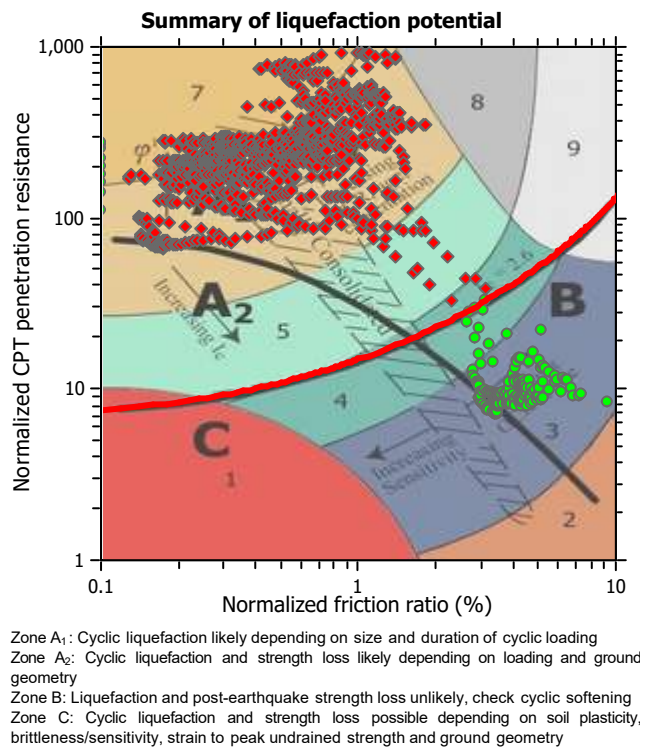 Summary of liquefaction potential
1,000
100
10
1
Normalized CPT penetration resistance
7
8
9
φ'
Consolidated
= 2.6
A2
B
Increasing Ic
5
4
C
3
Increasing
Sensitivity
1
2
0.1
1
10
Normalized friction ratio (%)
Zone A1: Cyclic liquefaction likely depending on size and duration of cyclic loading
Zone A2: Cyclic liquefaction and strength loss likely depending on loading and ground
geometry
Zone B: Liquefaction and post-earthquake strength loss unlikely, check cyclic softening
Zone C: Cyclic liquefaction and strength loss possible depending on soil plasticity,
brittleness/sensitivity, strain to peak undrained strength and ground geometry